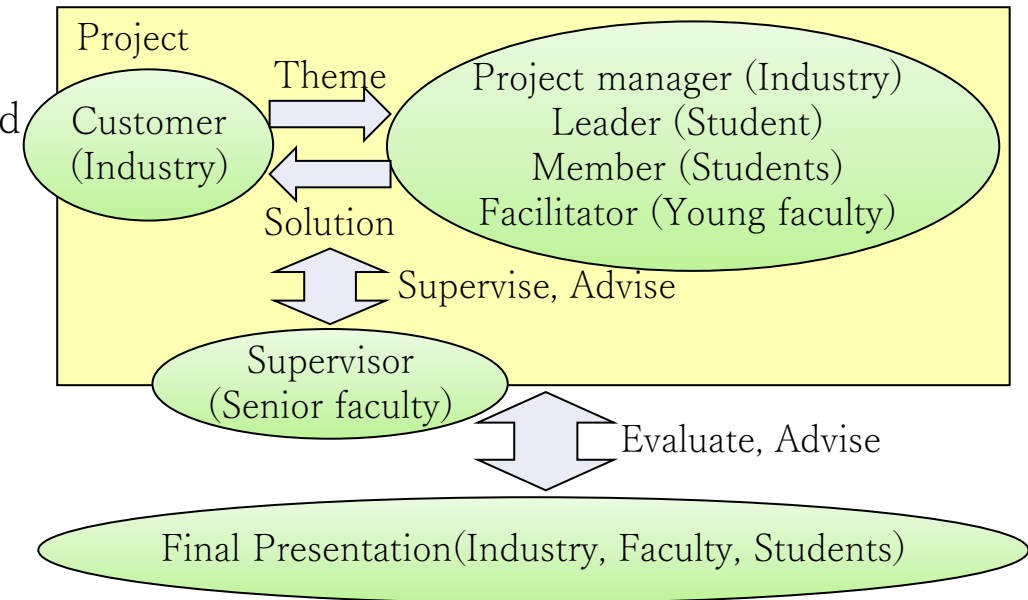 Project
Theme
d
Customer
(Industry)
Solution
Project manager (Industry)
Leader (Student)
Member (Students)
Facilitator (Young faculty)
Supervise, Advise
Supervisor
(Senior faculty)
Evaluate, Advise
Final Presentation(Industry, Faculty, Students)